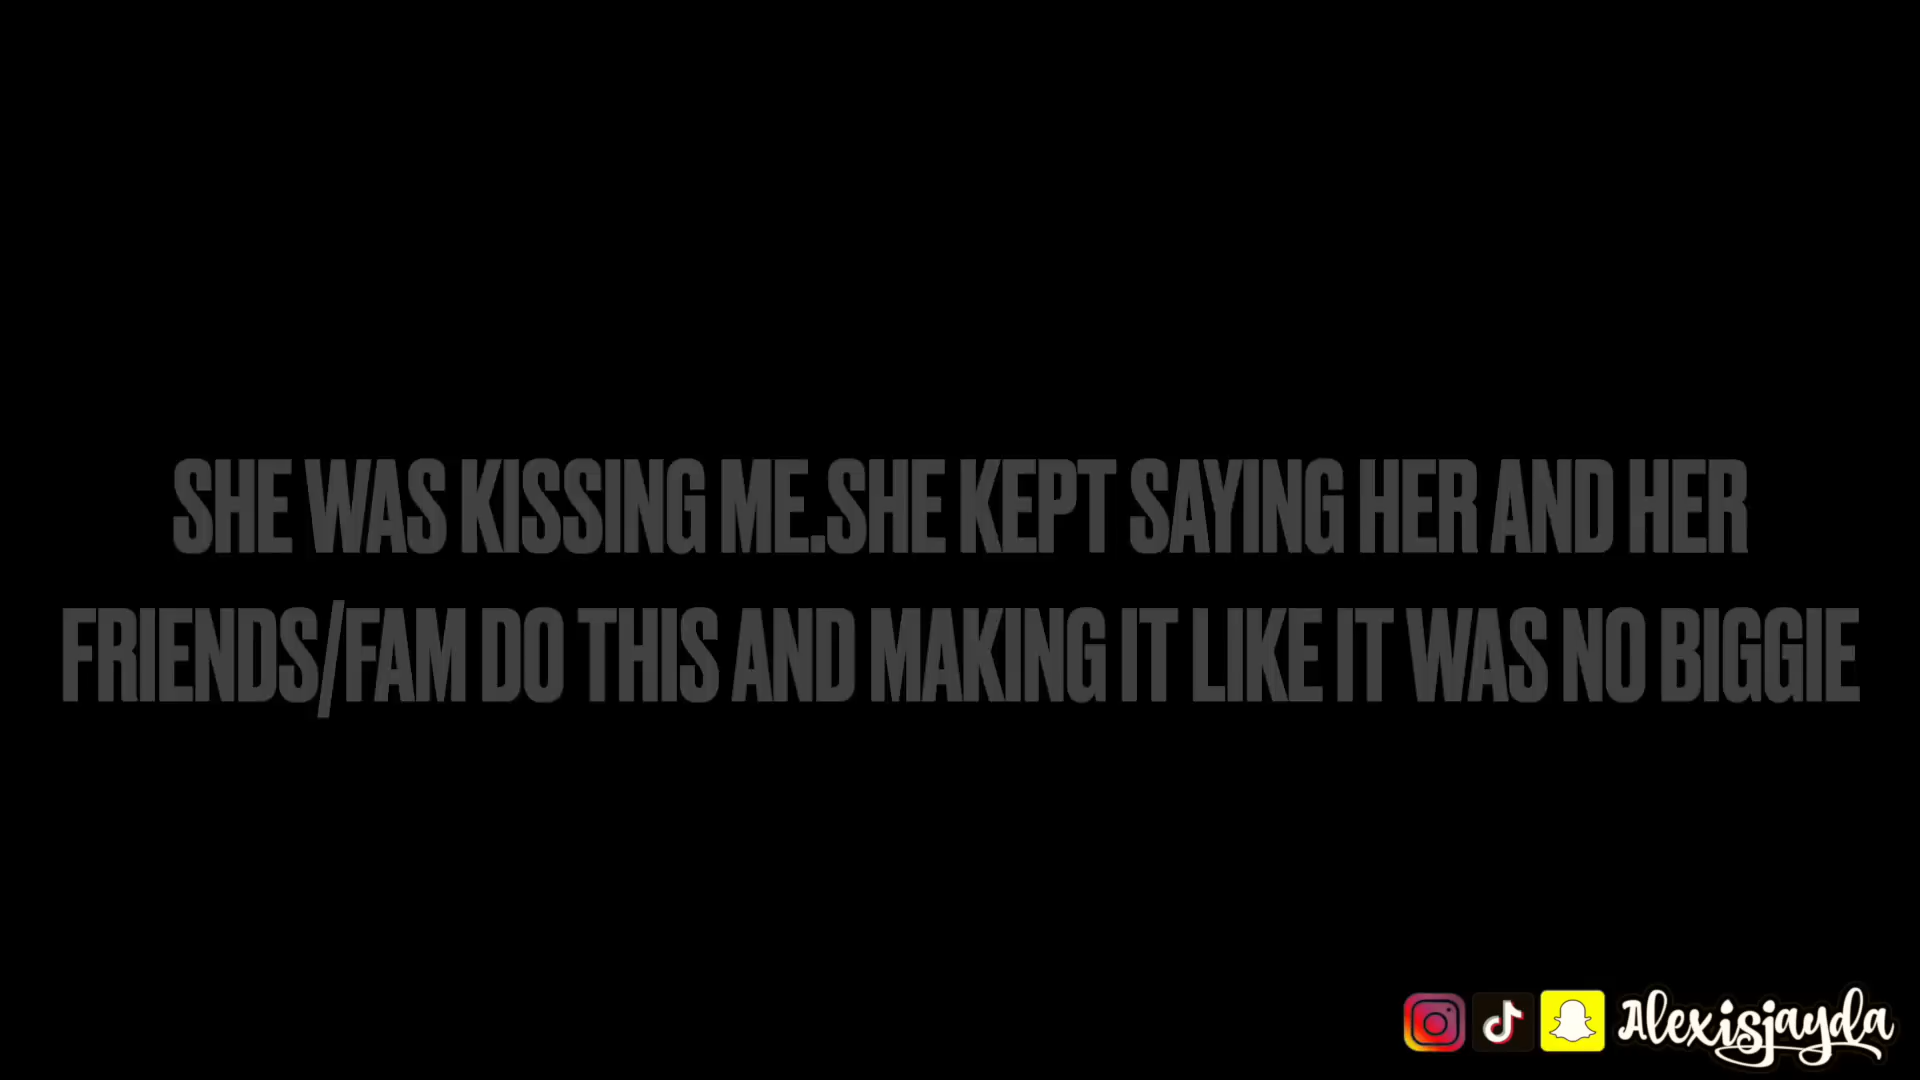 SHE WAS KISSING ME.SHE KEPT SAYING HER AND HER
FRIENDS/FAM DO THIS AND MAKING IT LIKE IT WAS NO BIGGIE
Alexisjayda